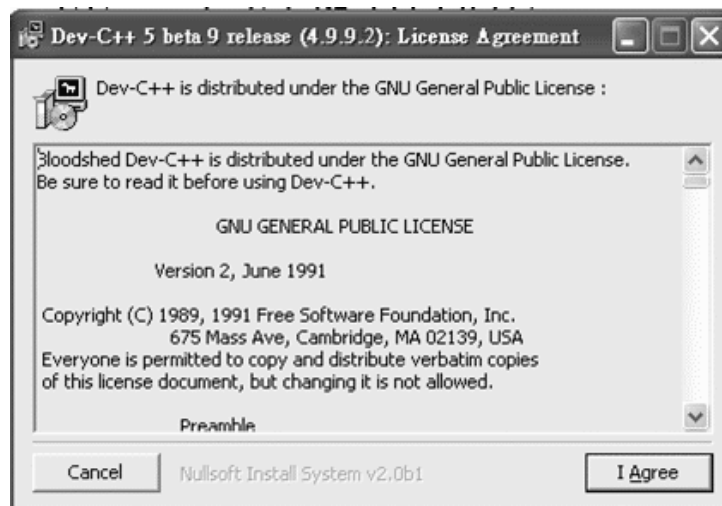 Dev-C++ 5 beta 9 release (4.9.9.2): License Agreement
Dev-C++ is distributed under the GNU General Public License :
Bloodshed Dev-C++ is distributed under the GNU General Public License.
Be sure to read it before using Dev-C++.
GNU GENERAL PUBLIC LICENSE
Version 2, June 1991
Copyright (C) 1989, 1991 Free Software Foundation, Inc.
675 Mass Ave, Cambridge, MA 02139, USA
Everyone is permitted to copy and distribute verbatim copies
of this license document, but changing it is not allowed.
Preamble
Cancel
Nullsoft Install System v2.0b1
I Agree